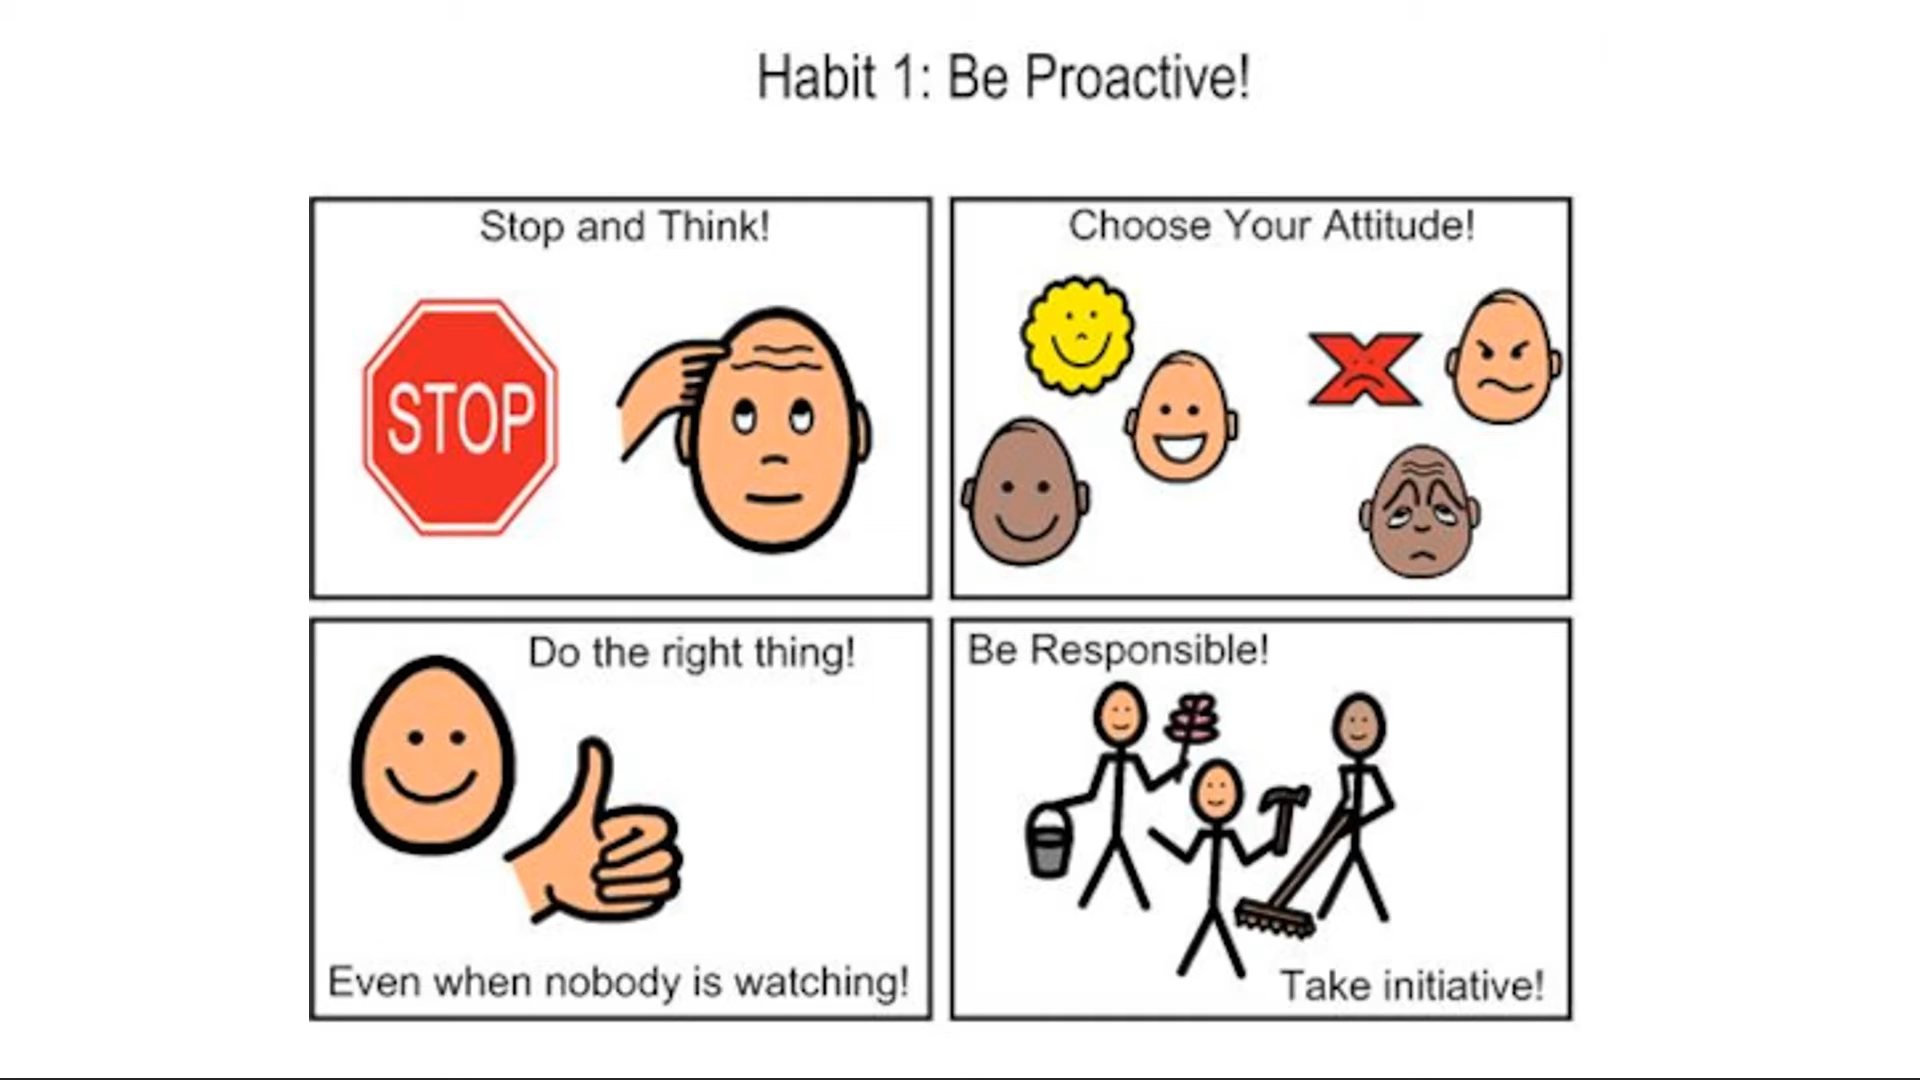 Habit 1: Be Proactive!
Stop and Think!
STOP
Choose Your Attitude!
Do the right thing!
Even when nobody is watching!
Be Responsible!
Take initiative!